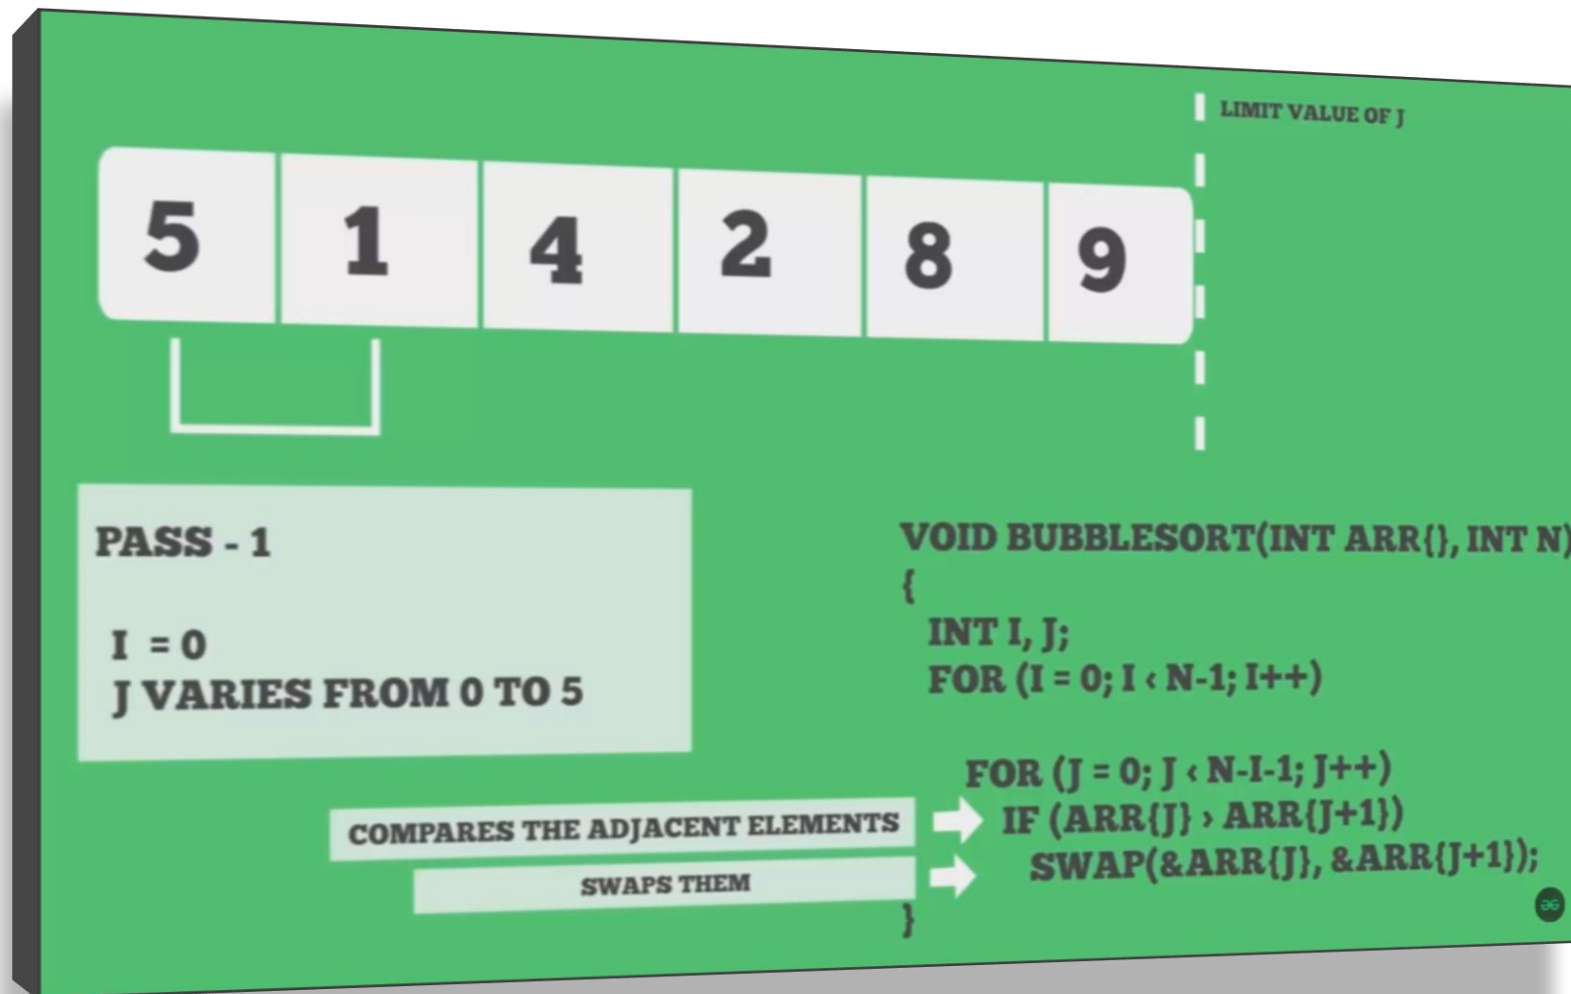 LIMIT VALUE OF J
5 1 4 2 8 9
PASS - 1
I = 0
J VARIES FROM 0 TO 5
VOID BUBBLESORT(INT ARR{}, INT N)
{
INT I, J;
FOR (I = 0; I < N-1; I++)
FOR (J = 0; J < N-I-1; J++)
COMPARES THE ADJACENT ELEMENTS
IF (ARR{J} > ARR{J+1})
SWAPS THEM
SWAP(&ARR{J}, &ARR{J+1});
}